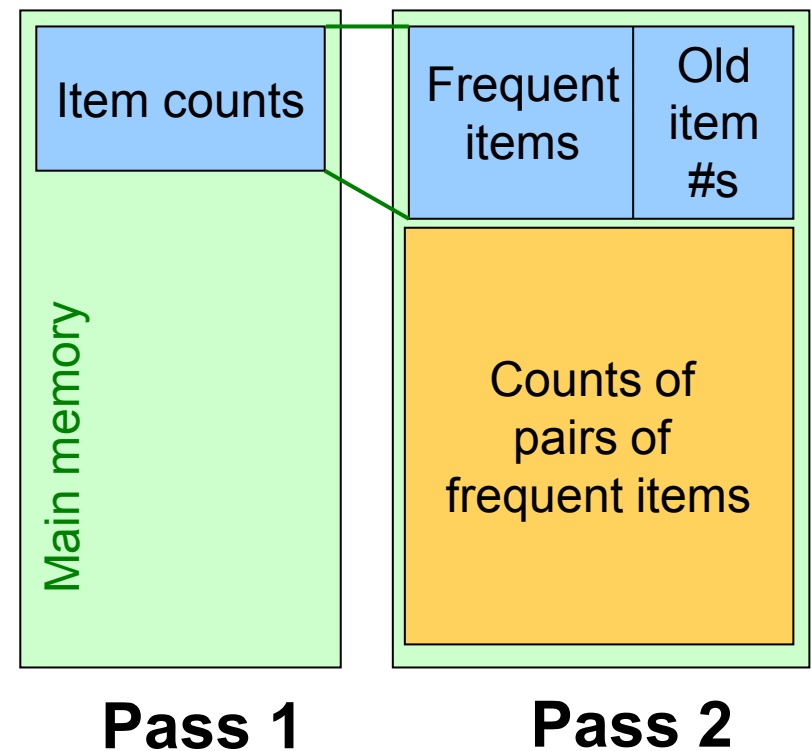 Item counts
Main memory
Frequent
items
Old
item
#s
Counts of
pairs of
frequent items
Pass 1
Pass 2